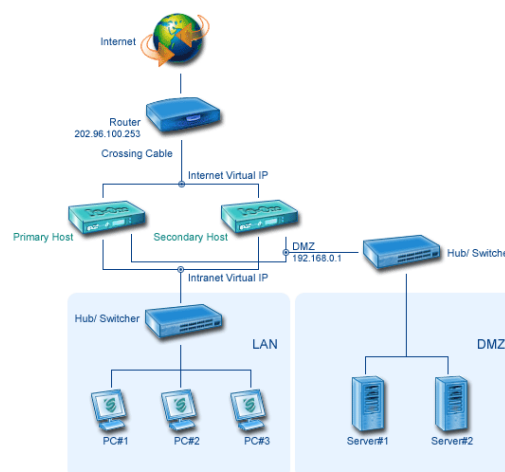 Internet
Router
202.96.100.253
Crossing Cable
Internet Virtual IP
Primary Host
Secondary Host
DMZ
192.168.0.1
Hub/ Switche
Intranet Virtual IP
Hub/ Switcher
LAN
DMZ
PC#1
PC#2
PC#3
Server#1
Server#2